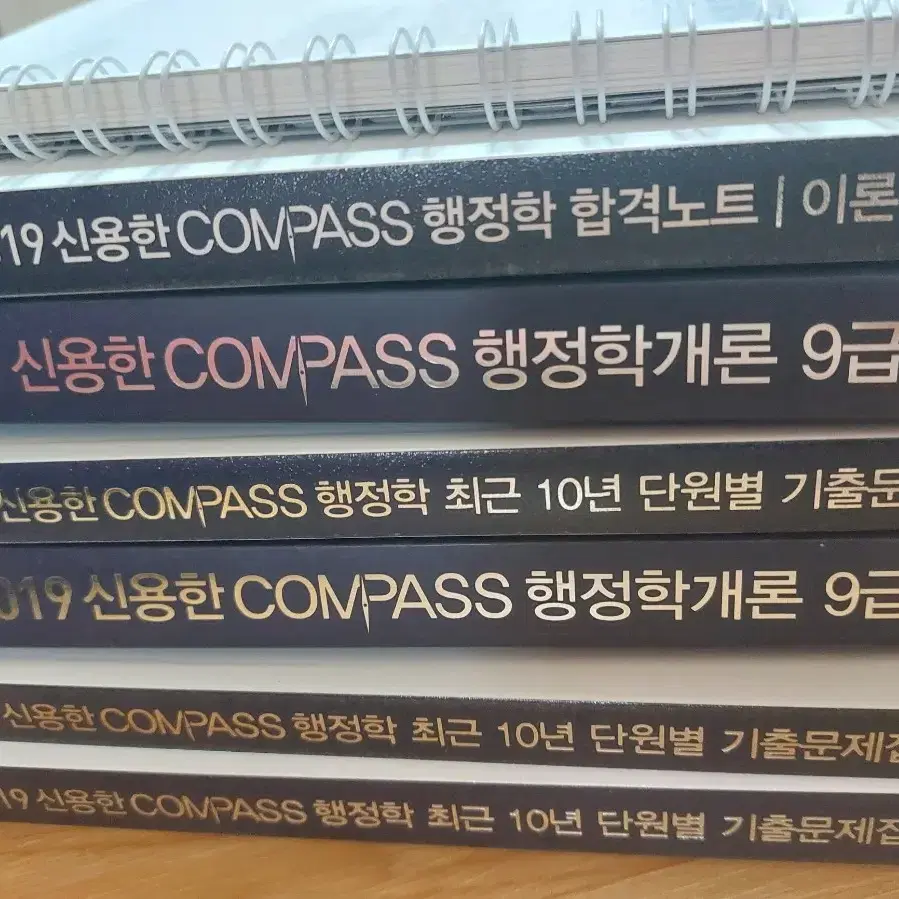 19 신용한 COMPASS 행정학 합격노트 | 이론
신용한 COMPASS 행정학개론 9급
신용한 COMPASS 행정학 최근 10년 단원별 기출문
019 신용한 COMPASS 행정학개론 9급
신용한 COMPASS 행정학 최근 10년 단원별 기출문제집
19 신용한 COMPASS 행정학 최근 10년 단원별 기출문제집